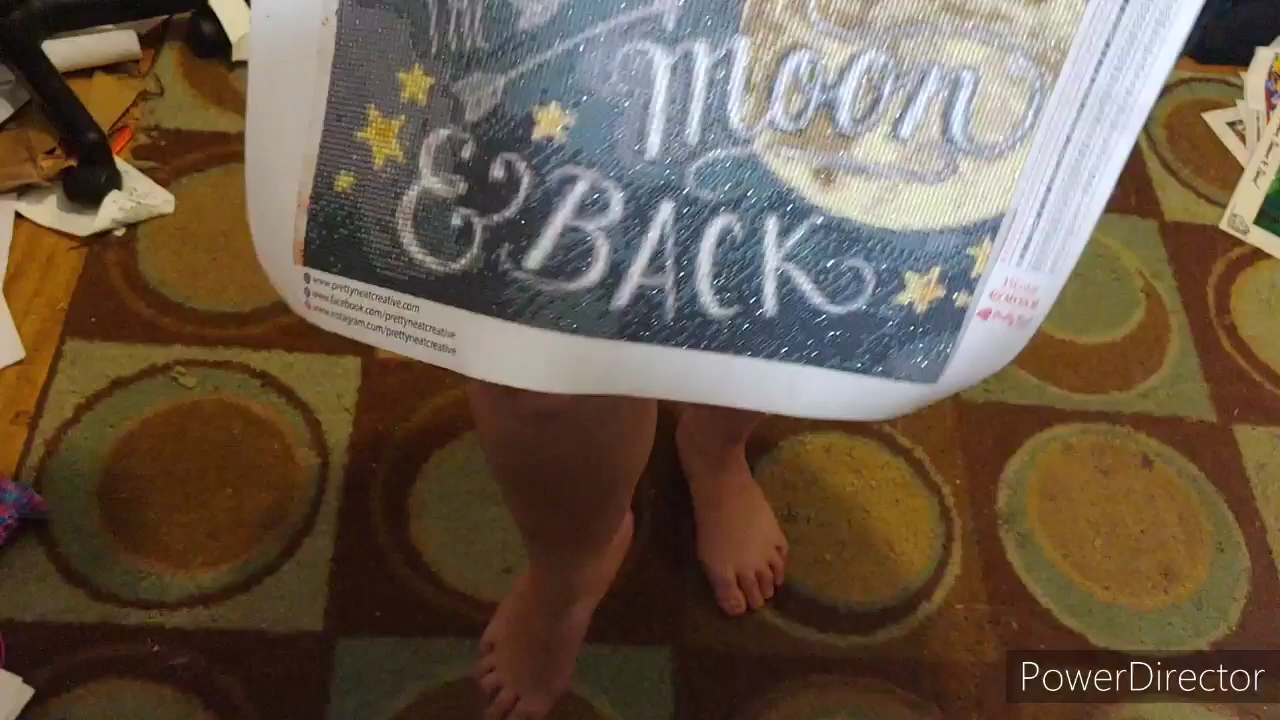 moon
& BACK
www.prettyneatcreative.com
www.facebook.com/prettyneatcreative
www.instagram.com/prettyneatcreative
PowerDirector